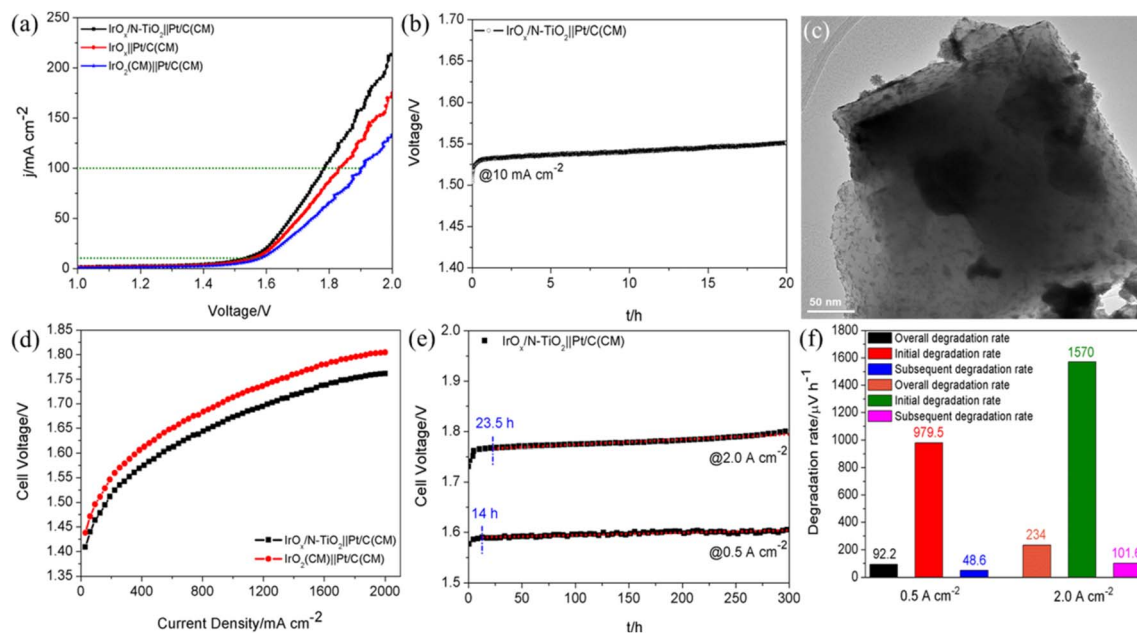 (a)
IrOₓ/N-TiO₂||Pt/C(CM)
IrOₓ||Pt/C(CM)
IrO₂(CM)||Pt/C(CM)
j/mA cm⁻²
250
200
150
100
50
0
1.0
1.2
1.4
1.6
1.8
2.0
Voltage/V
(b)
IrOₓ/N-TiO₂||Pt/C(CM)
@10 mA cm⁻²
Voltage/V
1.70
1.65
1.60
1.55
1.50
1.45
1.40
0
5
10
15
20
t/h
(c)
50 nm
(d)
IrOₓ/N-TiO₂||Pt/C(CM)
IrO₂(CM)||Pt/C(CM)
Cell Voltage/V
1.85
1.80
1.75
1.70
1.65
1.60
1.55
1.50
1.45
1.40
1.35
0
400
800
1200
1600
2000
Current Density/mA cm⁻²
(e)
IrOₓ/N-TiO₂||Pt/C(CM)
23.5 h
@2.0 A cm⁻²
14 h
@0.5 A cm⁻²
Cell Voltage/V
2.0
1.9
1.8
1.7
1.6
1.5
0
50
100
150
200
250
300
t/h
(f)
Overall degradation rate
Initial degradation rate
Subsequent degradation rate
Overall degradation rate
Initial degradation rate
Subsequent degradation rate
Degradation rate/μV h⁻¹
1800
1600
1400
1200
1000
800
600
400
200
0
92.2
979.5
48.6
234
1570
101.6
0.5 A cm⁻²
2.0 A cm⁻²